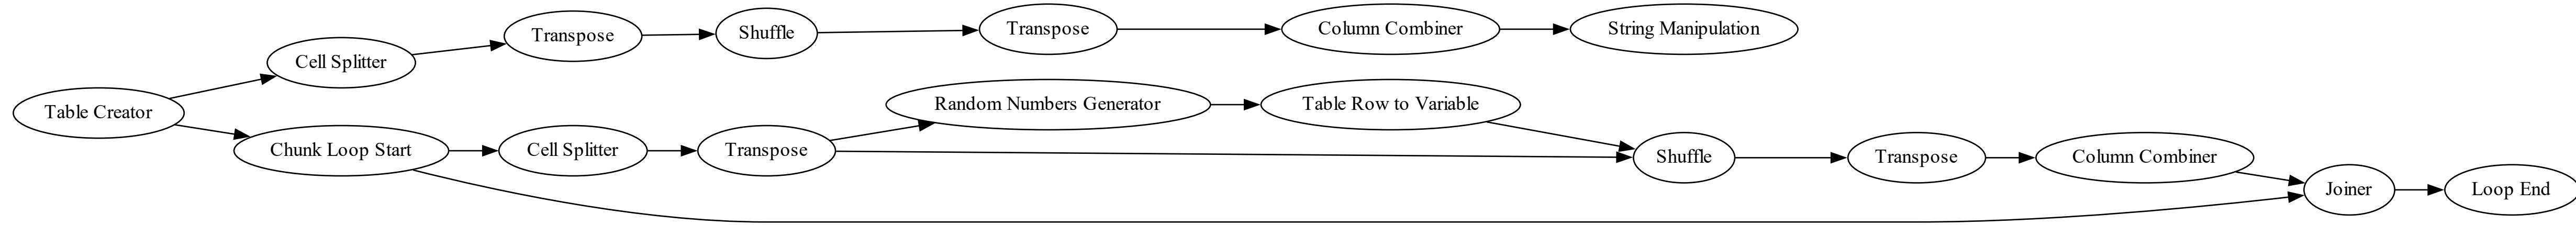 Table Creator
Cell Splitter
Transpose
Shuffle
Transpose
Column Combiner
String Manipulation
Chunk Loop Start
Cell Splitter
Transpose
Random Numbers Generator
Table Row to Variable
Shuffle
Transpose
Column Combiner
Joiner
Loop End